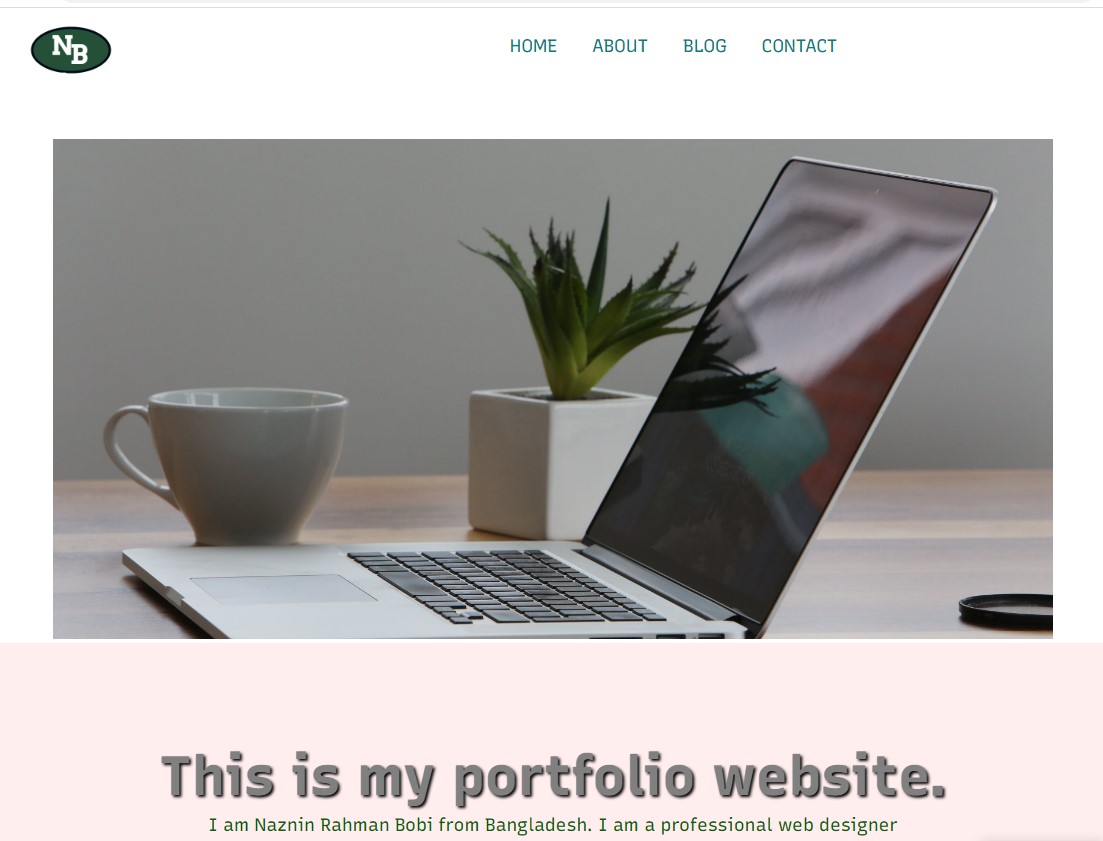 NB
HOME ABOUT BLOG CONTACT
This is my portfolio website.
I am Naznin Rahman Bobi from Bangladesh. I am a professional web designer